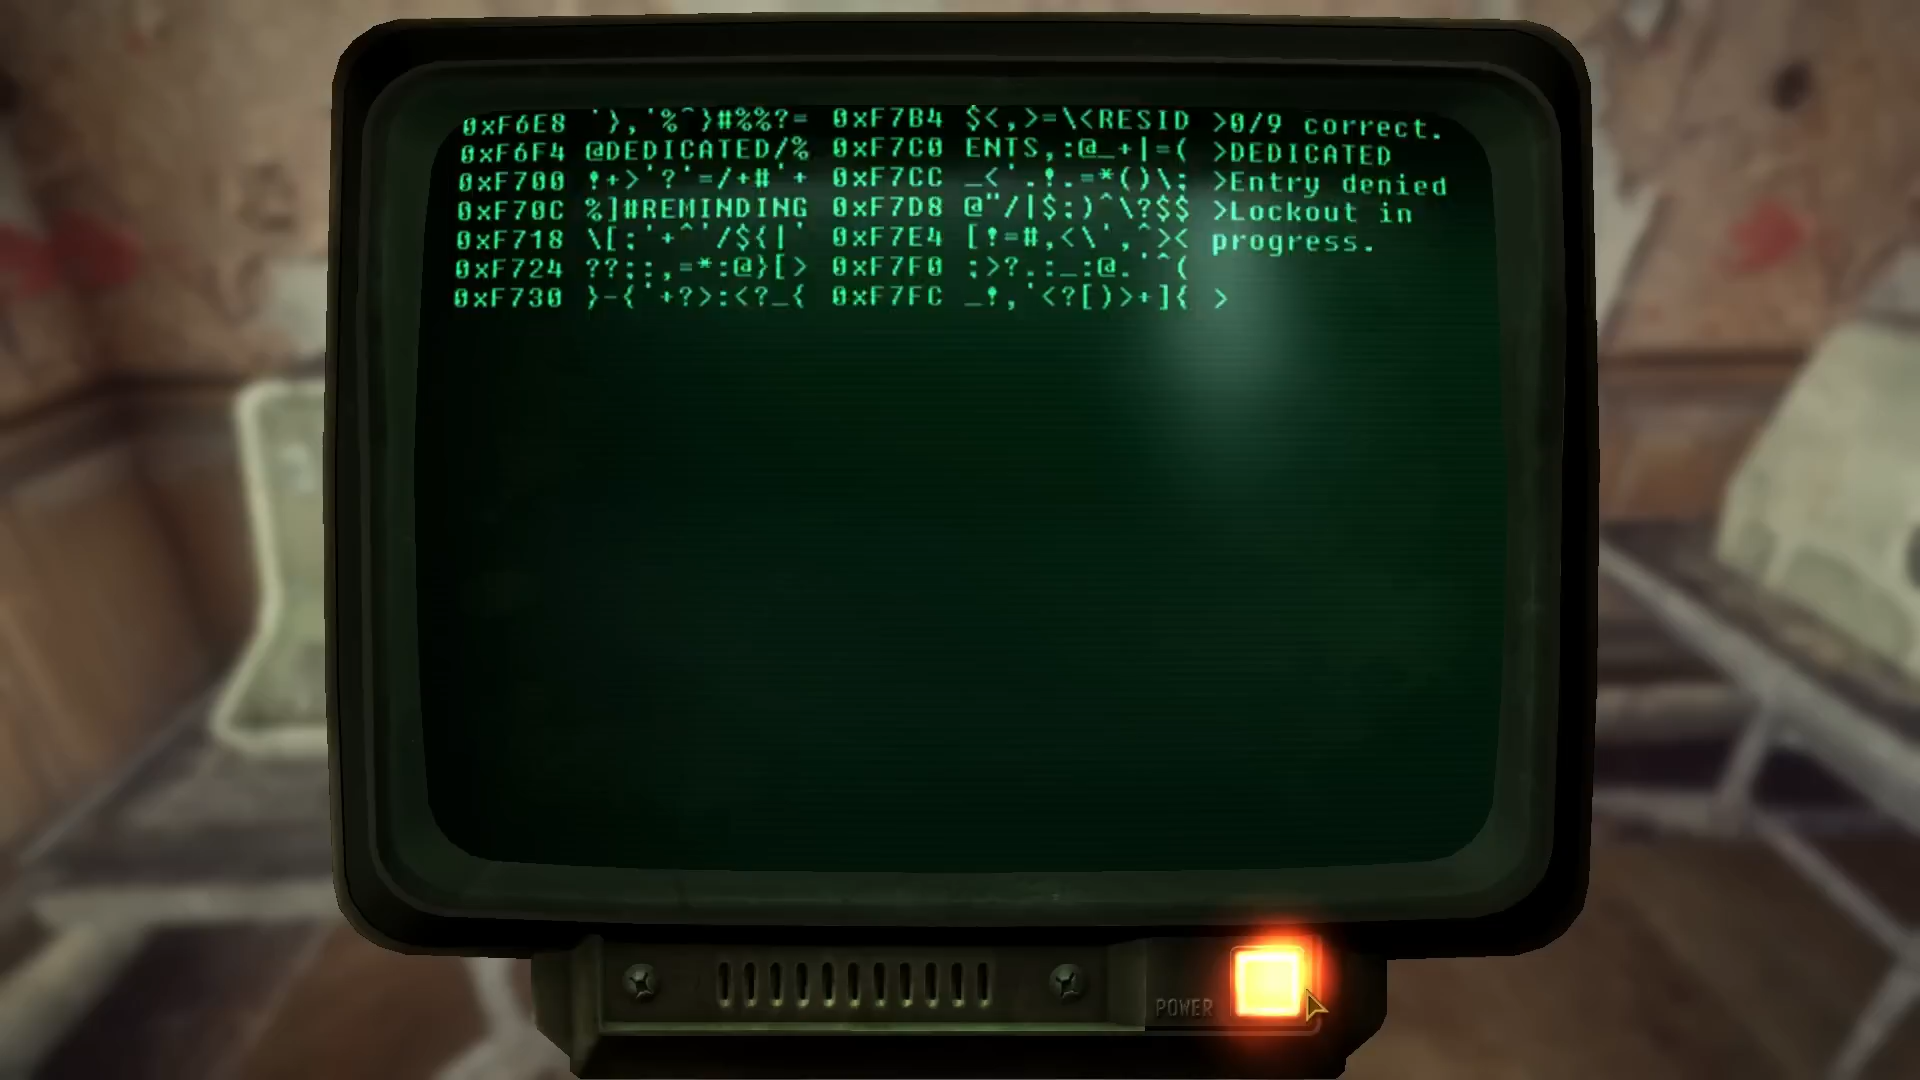 0xF6E8 `},'%^}#%%?= 0xF7B4 $<,>=\<RESID >0/9 correct.
0xF6F4 @DEDICATED/% 0xF7C0 ENTS,:@_+|=( >DEDICATED
0xF700 !+>'?'=/+#'+ 0xF7CC _<'.!.=*()\; >Entry denied
0xF70C %]#REMINDING 0xF7D8 @"/|$:)^\?$$ >Lockout in
0xF718 \[;'+^'/${|' 0xF7E4 [!=#,<\',^>< progress.
0xF724 ??;:,=*:@}[> 0xF7F0 ;>?.:_:@.'^(
0xF730 }-{'+?>:<?_{ 0xF7FC _!,'<?[)>+]{ >
POWER